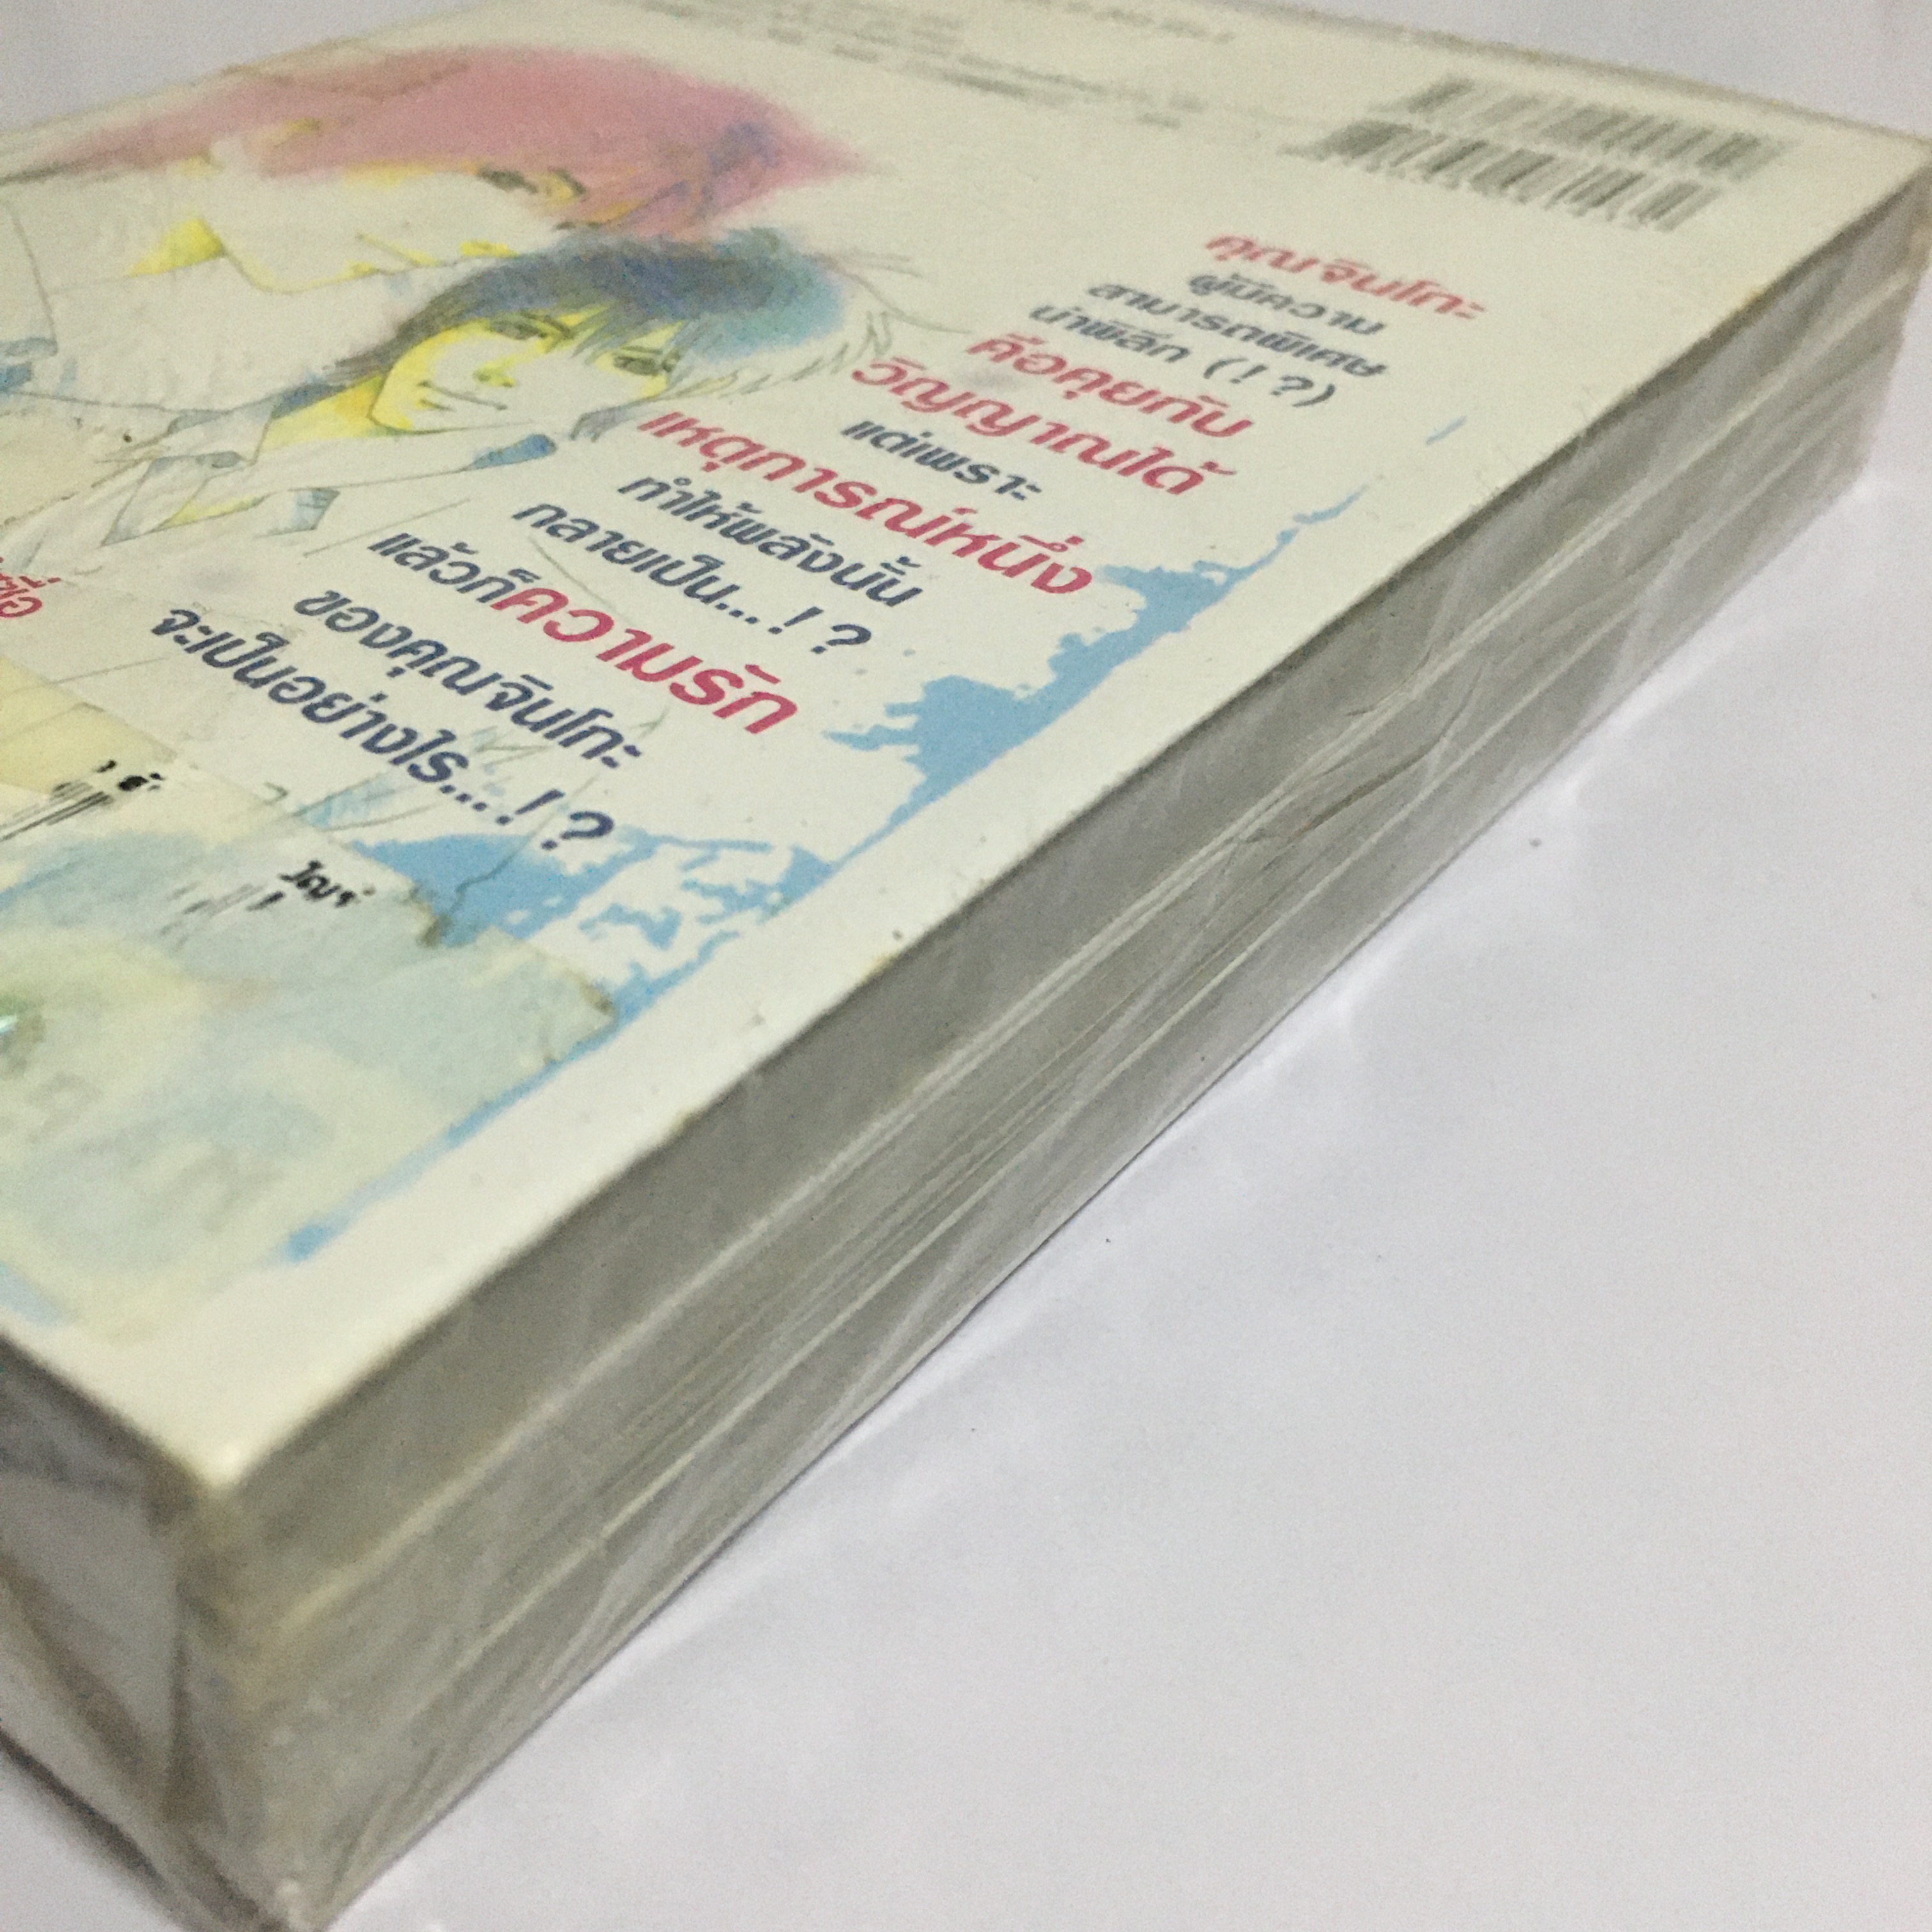 คุณจินโกะ
ผู้มีความ
สามารถพิเศษ
น่าพิลึก (!?)
คือคุยกับ
วิญญาณได้
แต่เพราะ
เหตุการณ์หนึ่ง
ทำให้พลังนั้น
กลายเป็น...!?
แล้วก็ความรัก
ของคุณจินโกะ
จะเป็นอย่างไร...!?